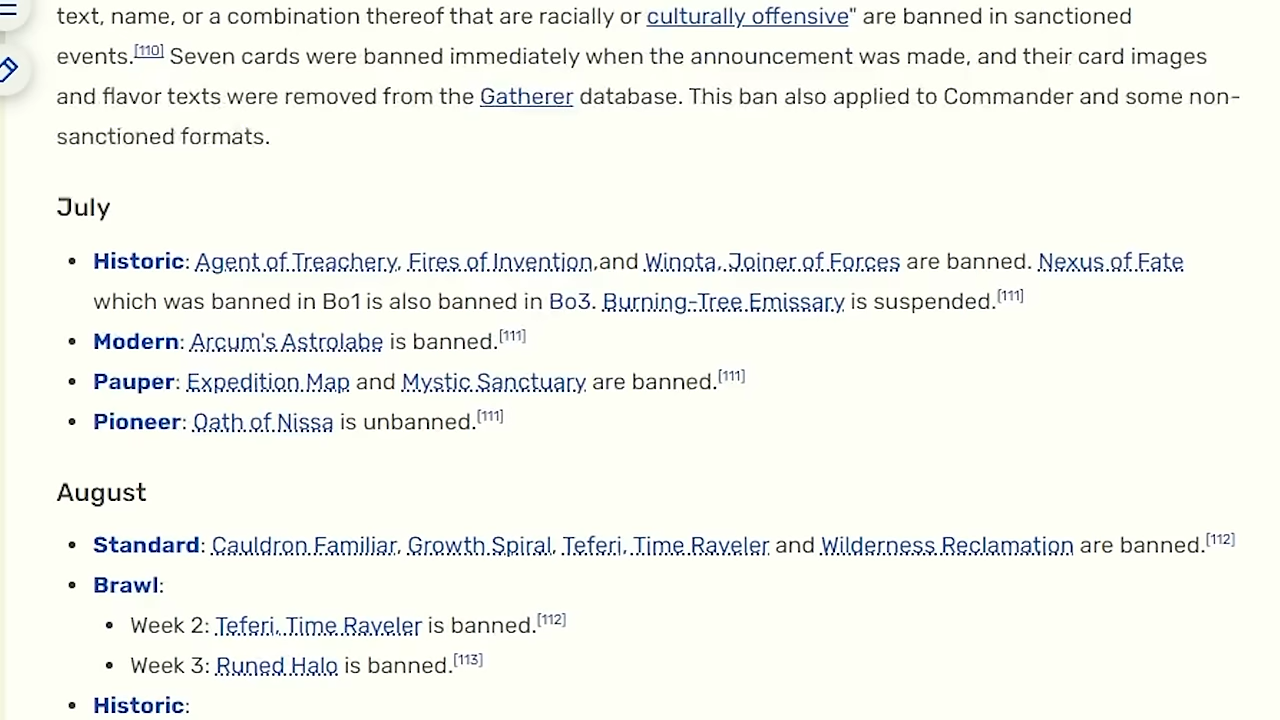 text, name, or a combination thereof that are racially or culturally offensive" are banned in sanctioned
events.[110] Seven cards were banned immediately when the announcement was made, and their card images
and flavor texts were removed from the Gatherer database. This ban also applied to Commander and some non-
sanctioned formats.
July
• Historic: Agent of Treachery, Fires of Invention,and Winota, Joiner of Forces are banned. Nexus of Fate
which was banned in Bo1 is also banned in Bo3. Burning-Tree Emissary is suspended.[111]
• Modern: Arcum's Astrolabe is banned.[111]
• Pauper: Expedition Map and Mystic Sanctuary are banned.[111]
• Pioneer: Oath of Nissa is unbanned.[111]
August
• Standard: Cauldron Familiar, Growth Spiral, Teferi, Time Raveler and Wilderness Reclamation are banned.[112]
• Brawl:
• Week 2: Teferi, Time Raveler is banned.[112]
• Week 3: Runed Halo is banned.[113]
• Historic: